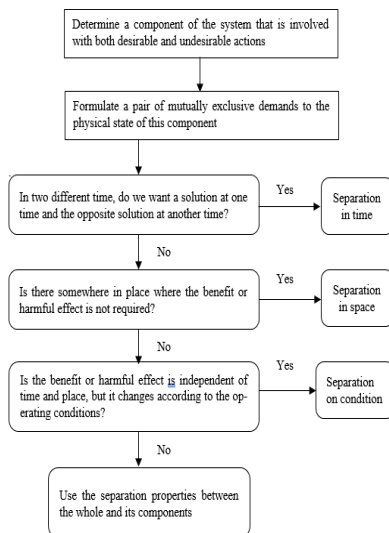 Determine a component of the system that is involved
with both desirable and undesirable actions
Formulate a pair of mutually exclusive demands to the
physical state of this component
In two different time, do we want a solution at one
time and the opposite solution at another time?
Yes
Separation
in time
No
Is there somewhere in place where the benefit or
harmful effect is not required?
Yes
Separation
in space
No
Is the benefit or harmful effect is independent of
time and place, but it changes according to the op-
erating conditions?
Yes
Separation
on condition
No
Use the separation properties between
the whole and its components